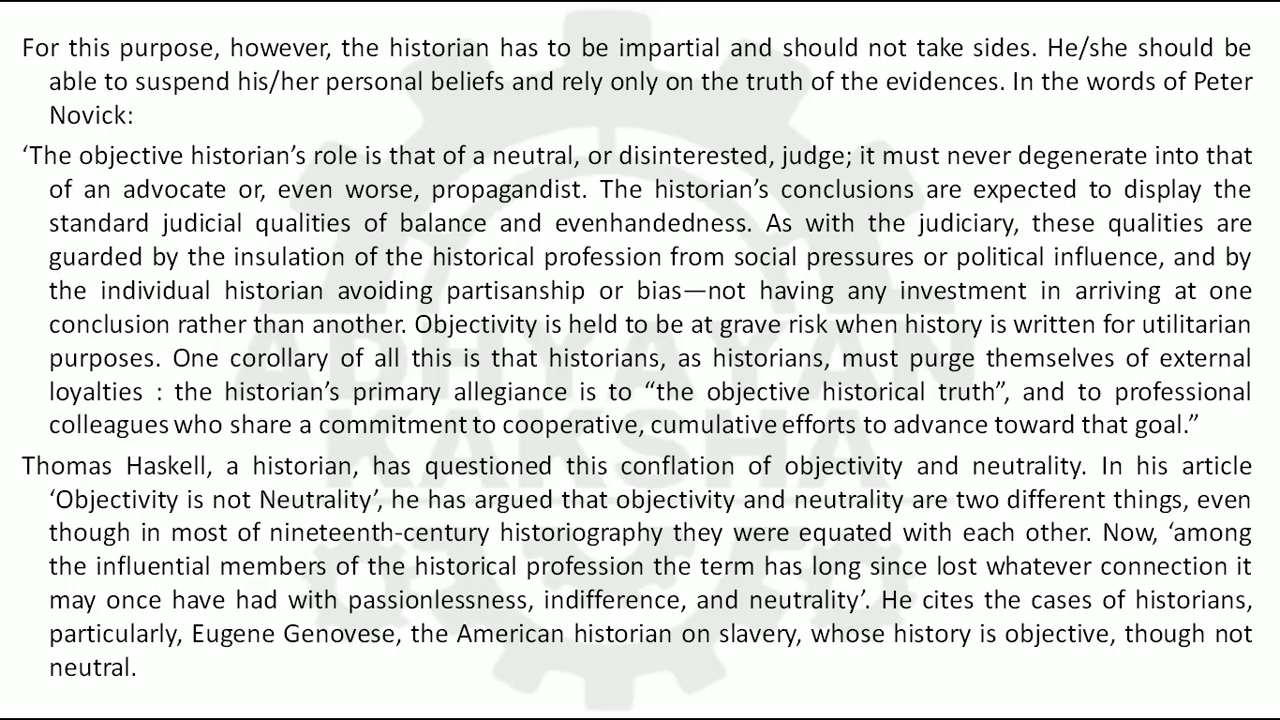 For this purpose, however, the historian has to be impartial and should not take sides. He/she should be
able to suspend his/her personal beliefs and rely only on the truth of the evidences. In the words of Peter
Novick:
‘The objective historian’s role is that of a neutral, or disinterested, judge; it must never degenerate into that
of an advocate or, even worse, propagandist. The historian’s conclusions are expected to display the
standard judicial qualities of balance and evenhandedness. As with the judiciary, these qualities are
guarded by the insulation of the historical profession from social pressures or political influence, and by
the individual historian avoiding partisanship or bias—not having any investment in arriving at one
conclusion rather than another. Objectivity is held to be at grave risk when history is written for utilitarian
purposes. One corollary of all this is that historians, as historians, must purge themselves of external
loyalties : the historian’s primary allegiance is to “the objective historical truth”, and to professional
colleagues who share a commitment to cooperative, cumulative efforts to advance toward that goal.”
Thomas Haskell, a historian, has questioned this conflation of objectivity and neutrality. In his article
‘Objectivity is not Neutrality’, he has argued that objectivity and neutrality are two different things, even
though in most of nineteenth-century historiography they were equated with each other. Now, ‘among
the influential members of the historical profession the term has long since lost whatever connection it
may once have had with passionlessness, indifference, and neutrality’. He cites the cases of historians,
particularly, Eugene Genovese, the American historian on slavery, whose history is objective, though not
neutral.
ADHYAYAN
KAKSHA